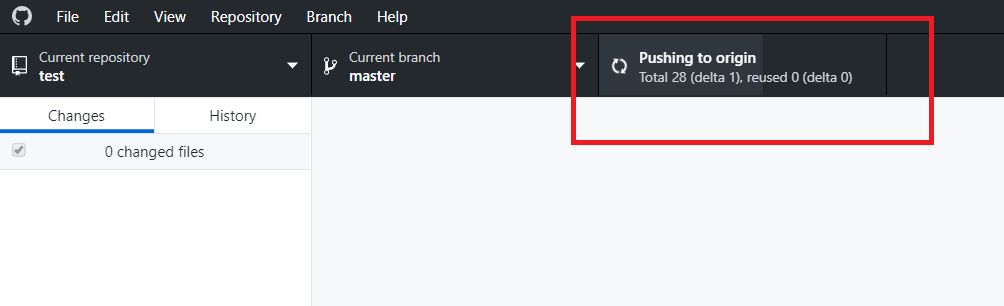 File Edit View Repository Branch Help
Current repository
test
Current branch
master
Pushing to origin
Total 28 (delta 1), reused 0 (delta 0)
Changes History
0 changed files